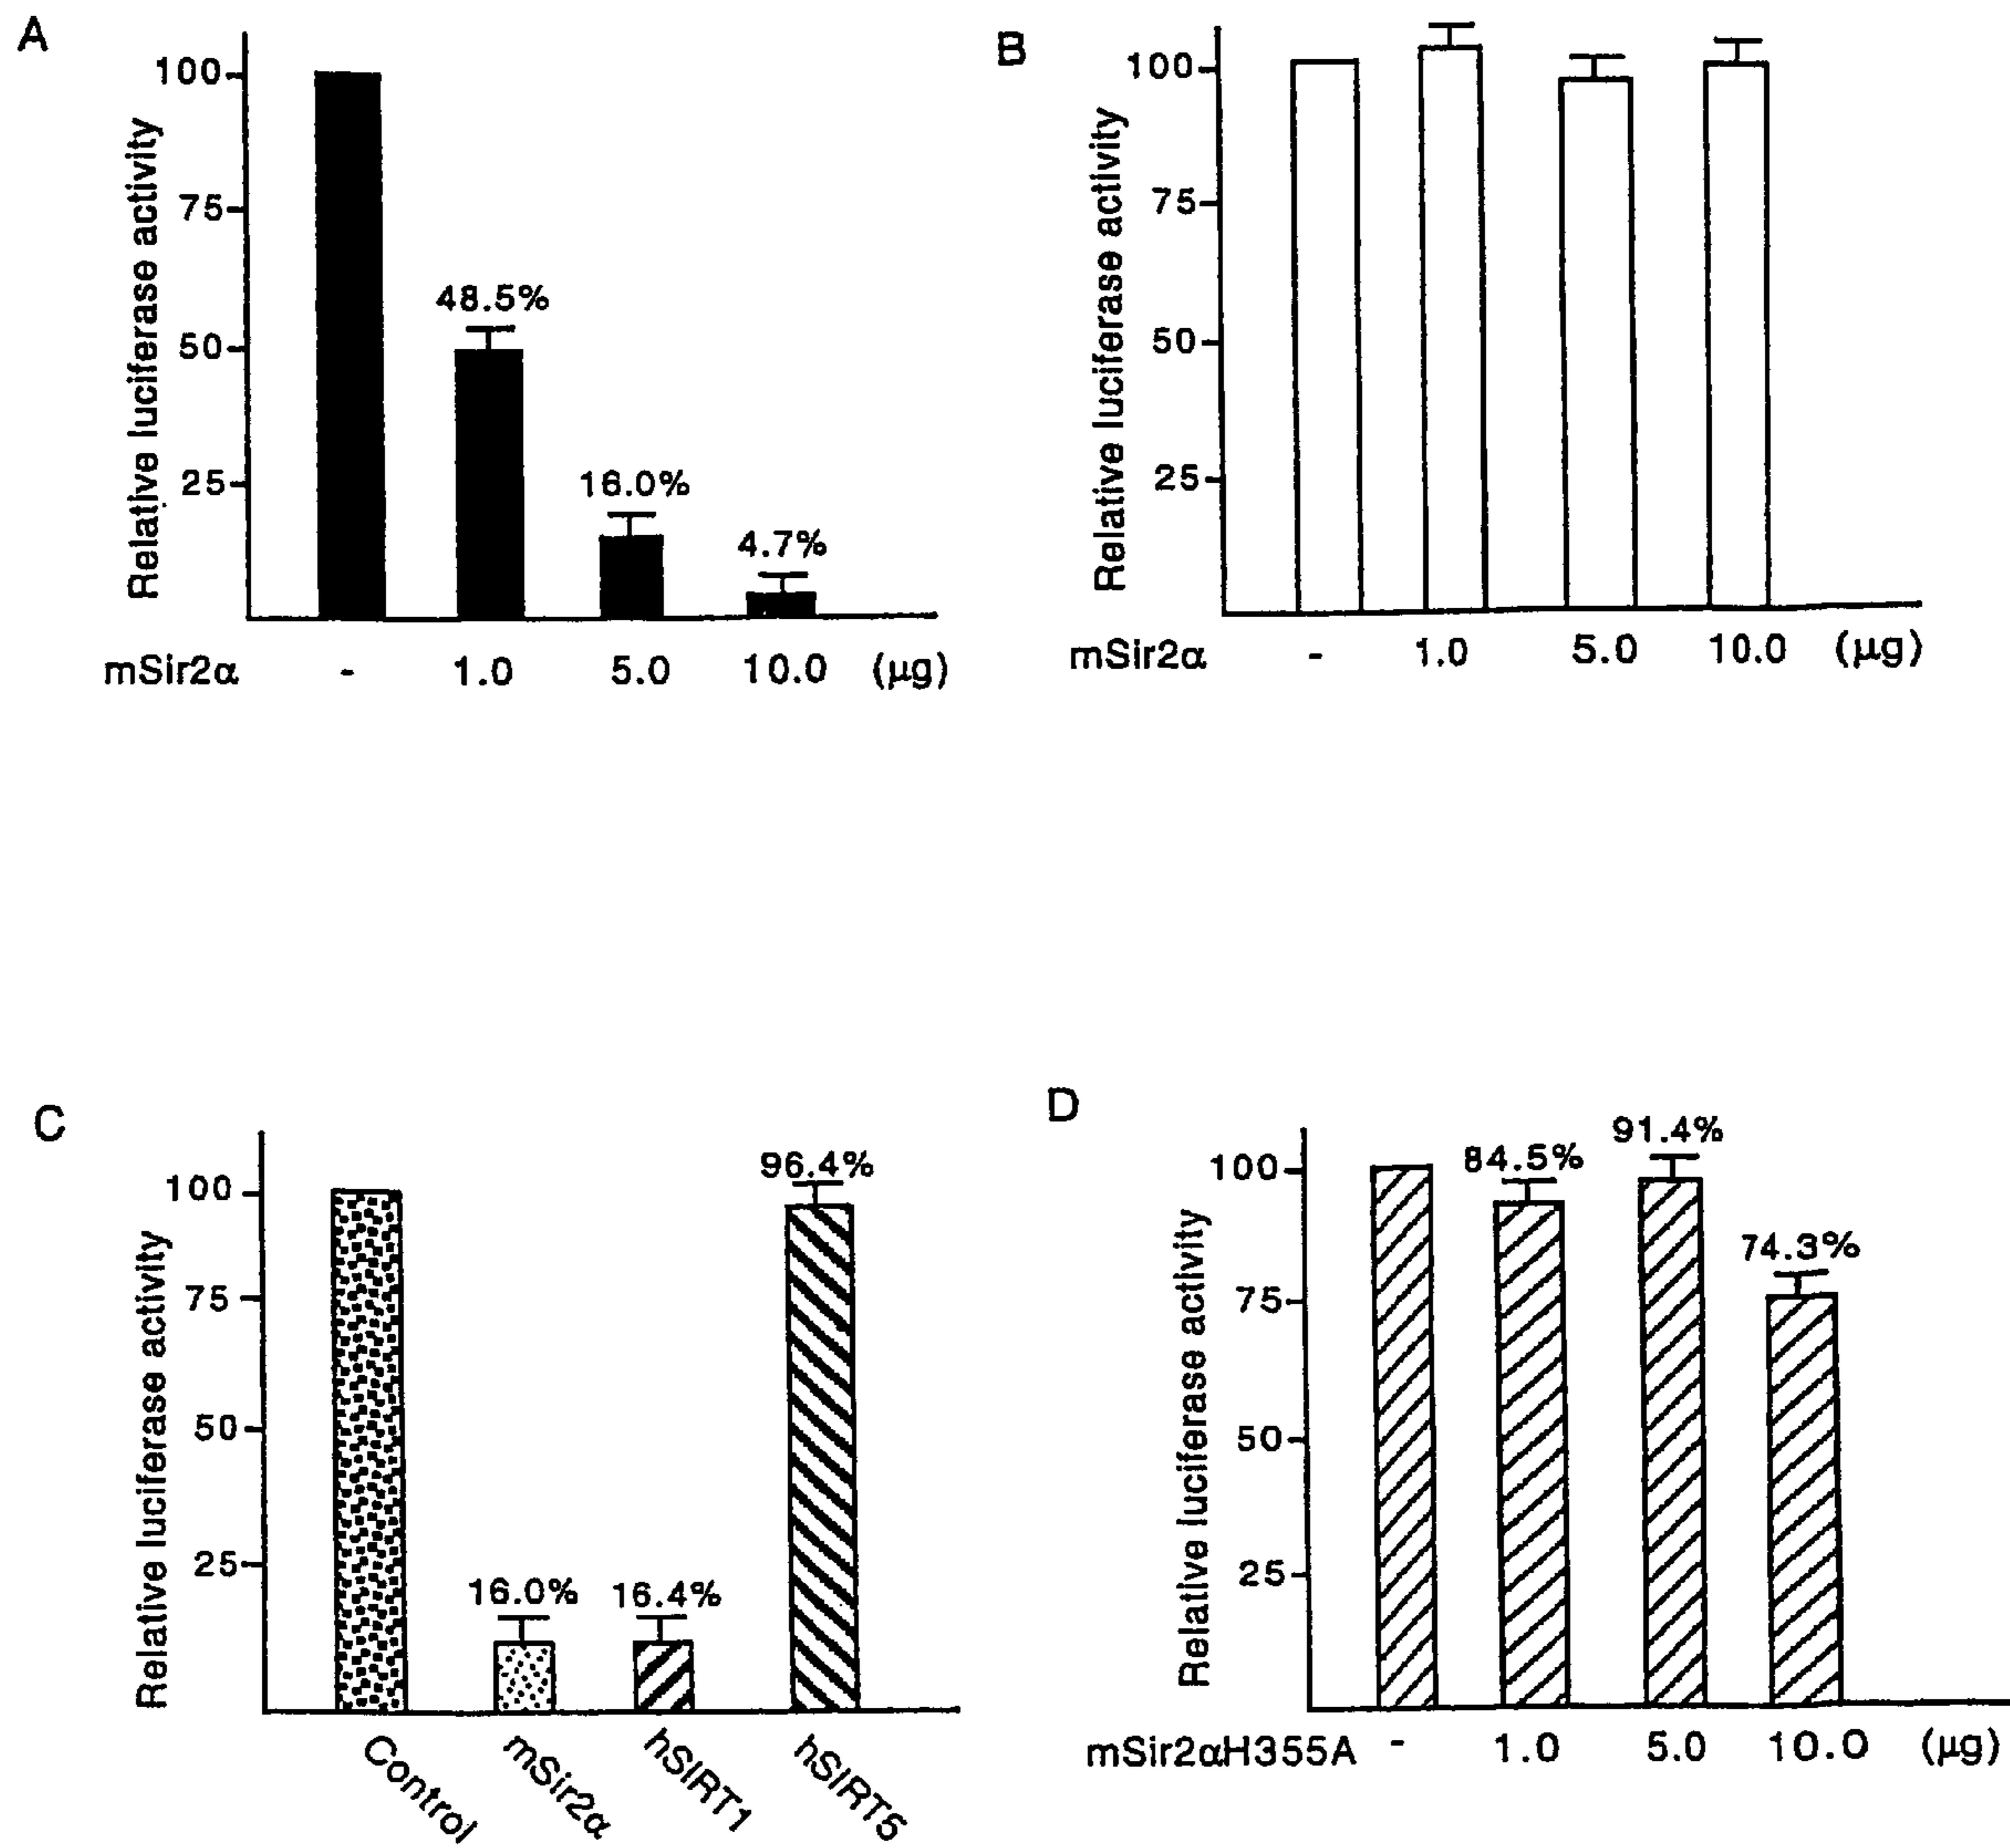 A
Relative luciferase activity
100
75
50
25
48.5%
16.0%
4.7%
mSir2α - 1.0 5.0 10.0 (μg)
B
Relative luciferase activity
100
75
50
25
mSir2α - 1.0 5.0 10.0 (μg)
C
Relative luciferase activity
100
75
50
25
16.0%
16.4%
96.4%
Control
mSir2α
hSIRT1
hSIRT5
D
Relative luciferase activity
100
75
50
25
84.5%
91.4%
74.3%
mSir2αH355A - 1.0 5.0 10.0 (μg)